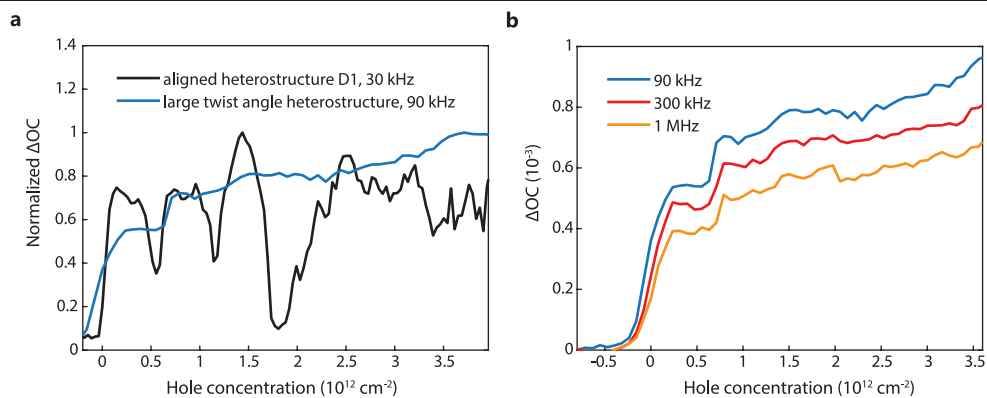 a
1.4
1.2
1.0
0.8
0.6
0.4
0.2
0
Normalized ΔOC
aligned heterostructure D1, 30 kHz
large twist angle heterostructure, 90 kHz
0 0.5 1 1.5 2 2.5 3 3.5
Hole concentration (10¹² cm⁻²)
b
1
0.8
0.6
0.4
0.2
0
ΔOC (10⁻³)
90 kHz
300 kHz
1 MHz
-0.5 0 0.5 1 1.5 2 2.5 3 3.5
Hole concentration (10¹² cm⁻²)